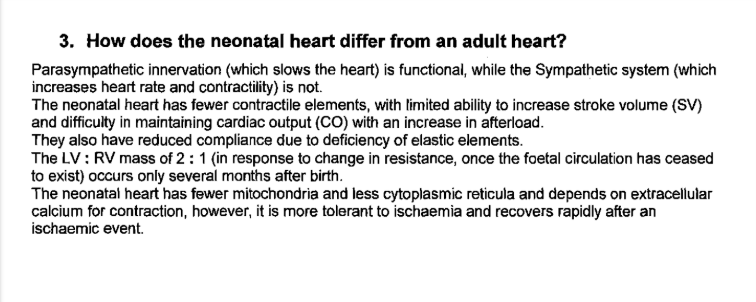 3. How does the neonatal heart differ from an adult heart?
Parasympathetic innervation (which slows the heart) is functional, while the Sympathetic system (which
increases heart rate and contractility) is not.
The neonatal heart has fewer contractile elements, with limited ability to increase stroke volume (SV)
and difficulty in maintaining cardiac output (CO) with an increase in afterload.
They also have reduced compliance due to deficiency of elastic elements.
The LV : RV mass of 2 : 1 (in response to change in resistance, once the foetal circulation has ceased
to exist) occurs only several months after birth.
The neonatal heart has fewer mitochondria and less cytoplasmic reticula and depends on extracellular
calcium for contraction, however, it is more tolerant to ischaemia and recovers rapidly after an
ischaemic event.